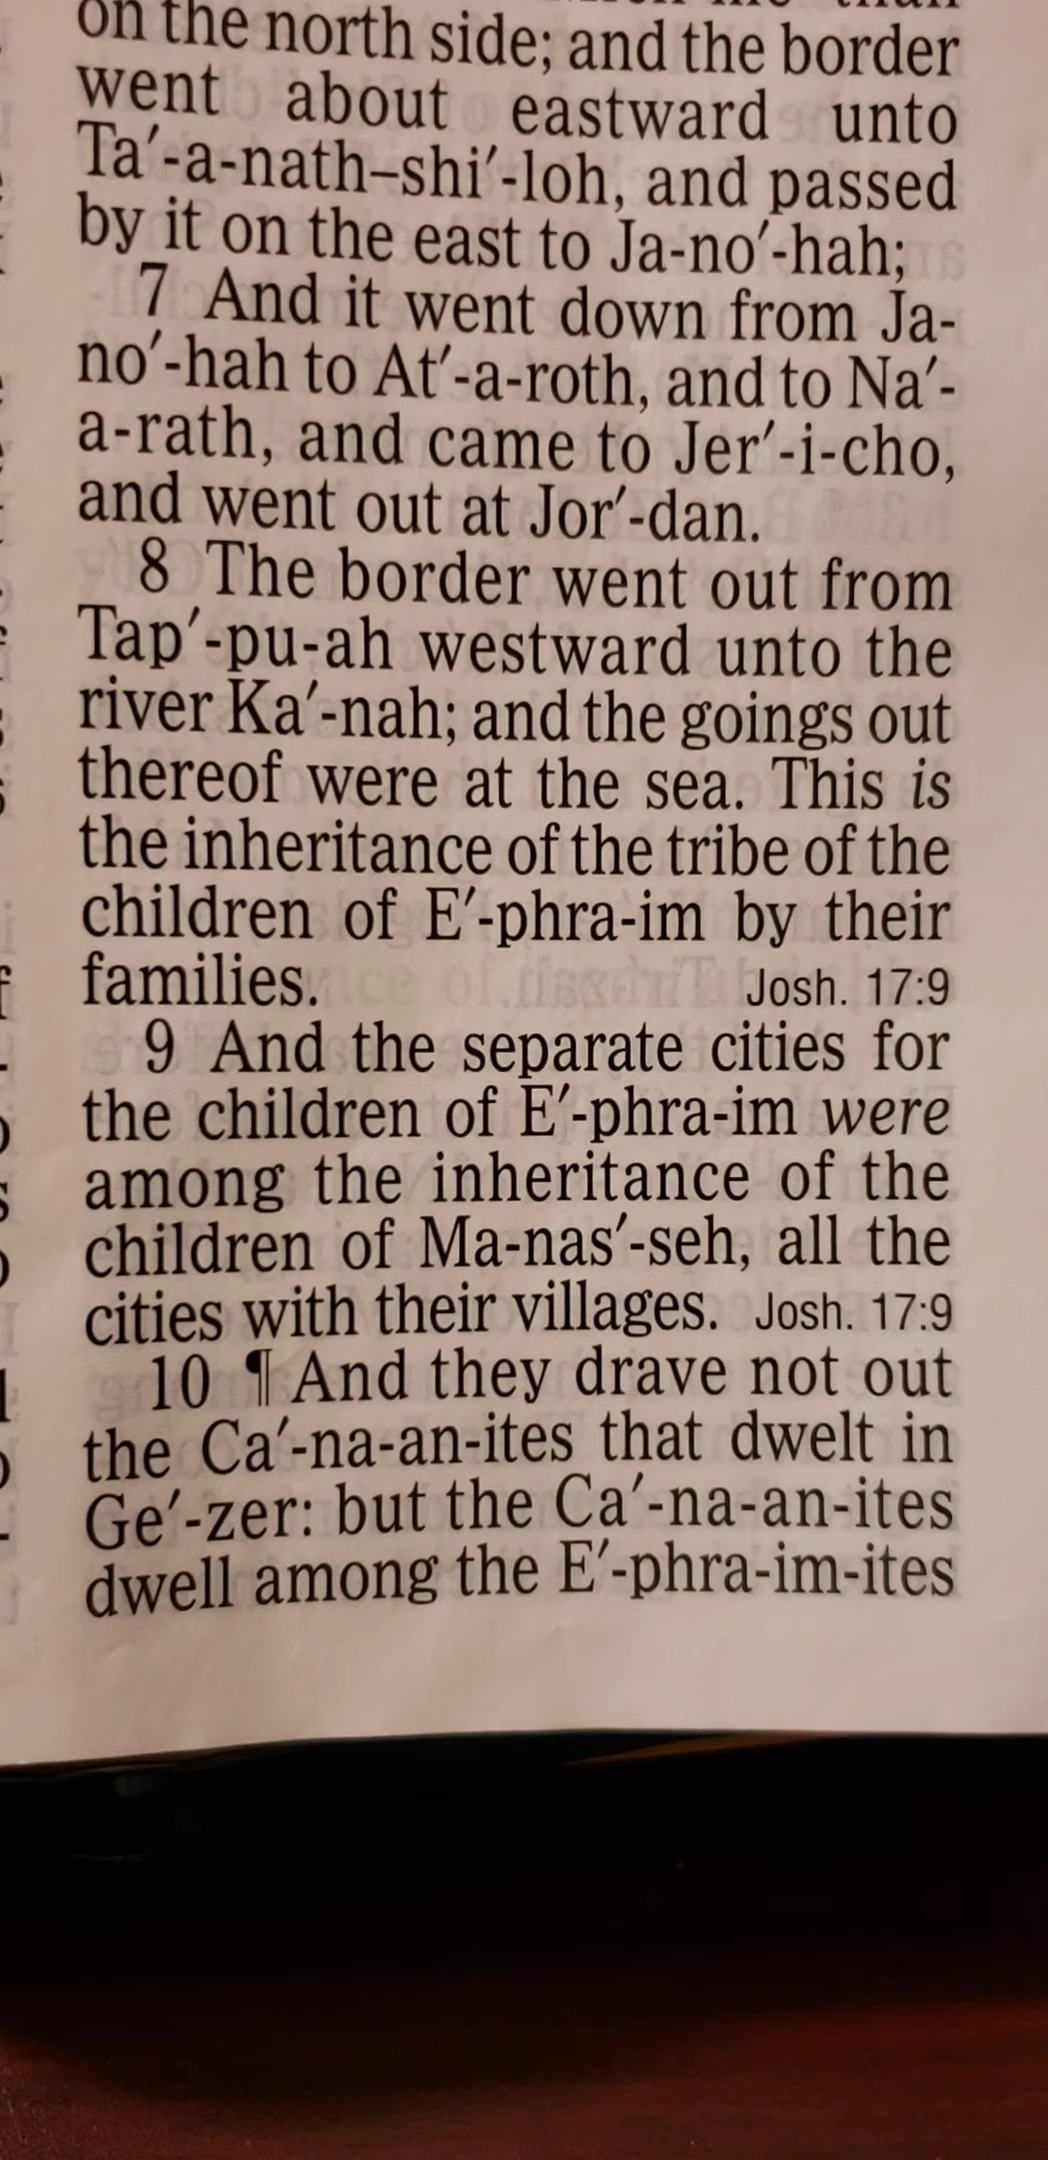 on the north side; and the border
went about eastward unto
Ta′-a-nath–shi′-loh, and passed
by it on the east to Ja-no′-hah;
7 And it went down from Ja-
no′-hah to At′-a-roth, and to Na′-
a-rath, and came to Jer′-i-cho,
and went out at Jor′-dan.
8 The border went out from
Tap′-pu-ah westward unto the
river Ka′-nah; and the goings out
thereof were at the sea. This is
the inheritance of the tribe of the
children of E′-phra-im by their
families. Josh. 17:9
9 And the separate cities for
the children of E′-phra-im were
among the inheritance of the
children of Ma-nas′-seh, all the
cities with their villages. Josh. 17:9
10 ¶ And they drave not out
the Ca′-na-an-ites that dwelt in
Ge′-zer: but the Ca′-na-an-ites
dwell among the E′-phra-im-ites